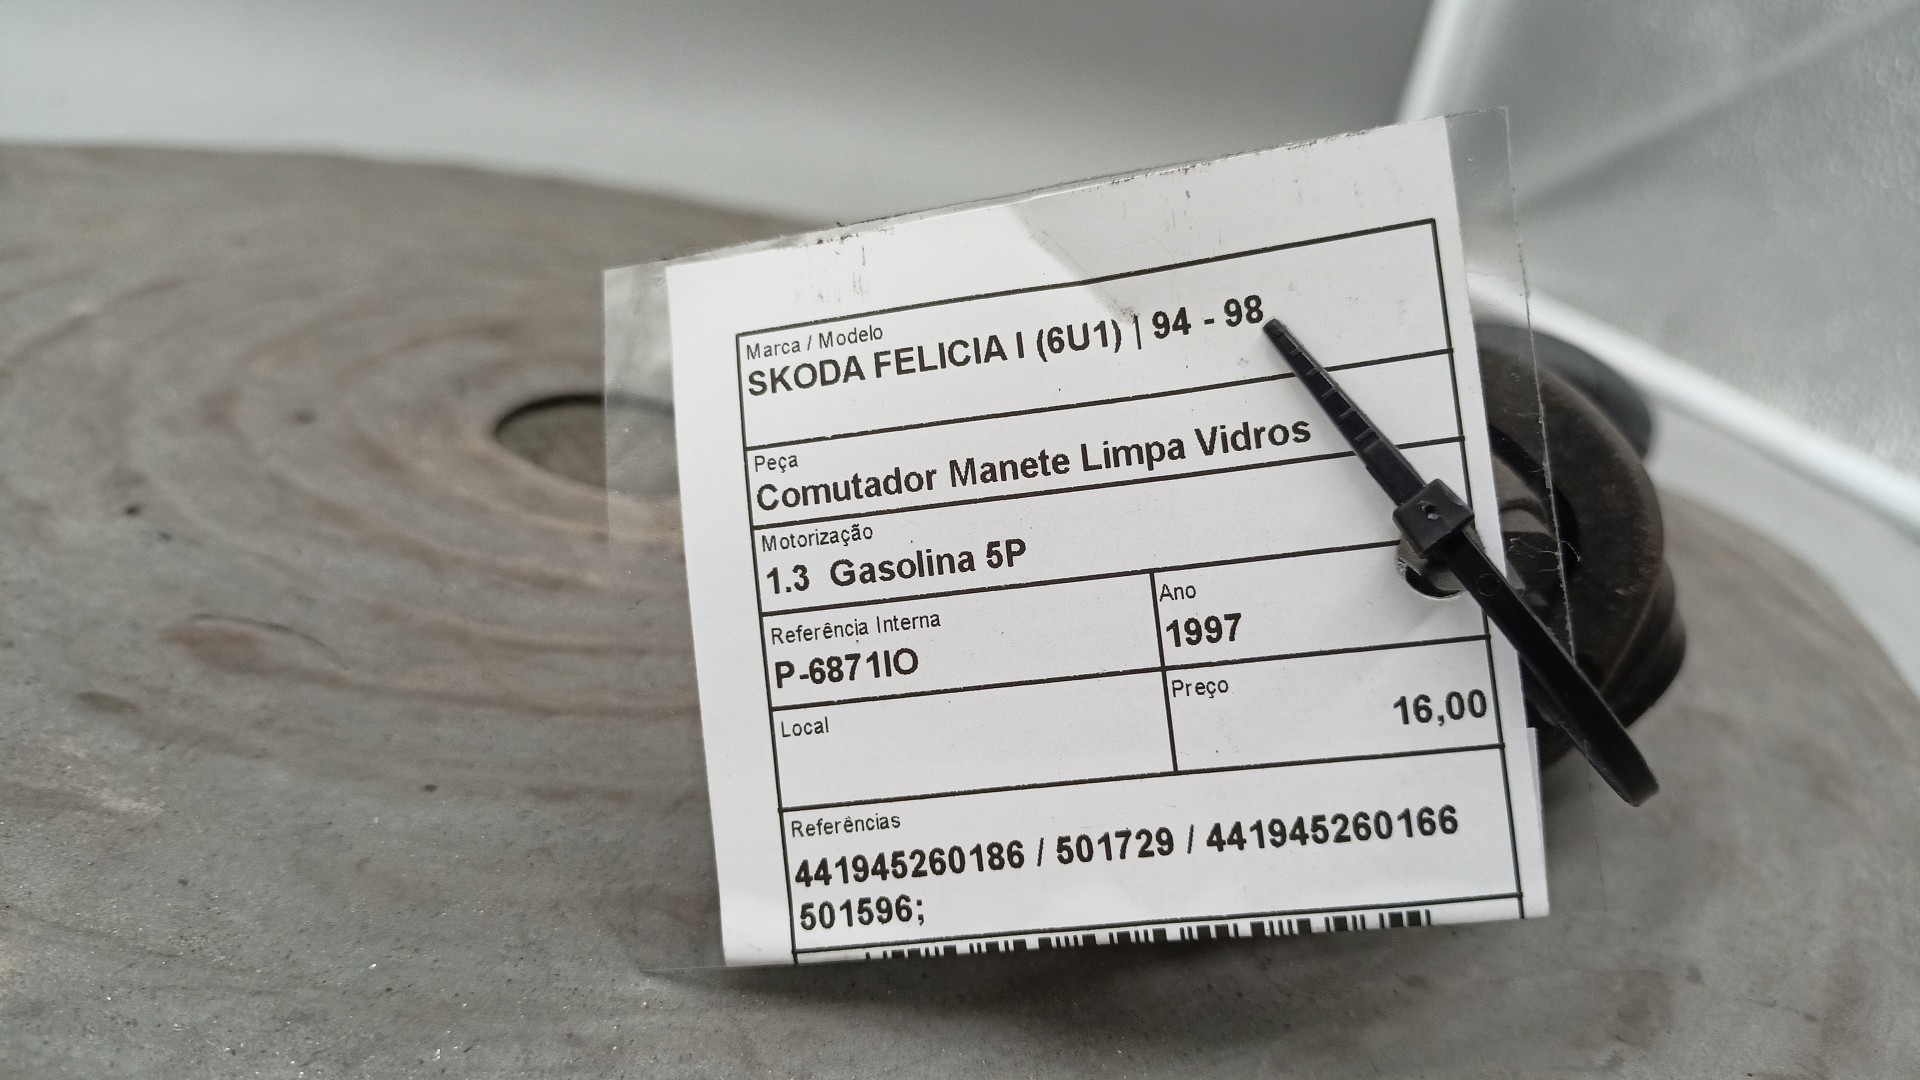 Marca / Modelo
SKODA FELICIA I (6U1) | 94 - 98
Peça
Comutador Manete Limpa Vidros
Motorização
1.3 Gasolina 5P
Referência Interna
P-6871IO
Ano
1997
Local
Preço
16,00
Referências
441945260186 / 501729 / 441945260166
501596;